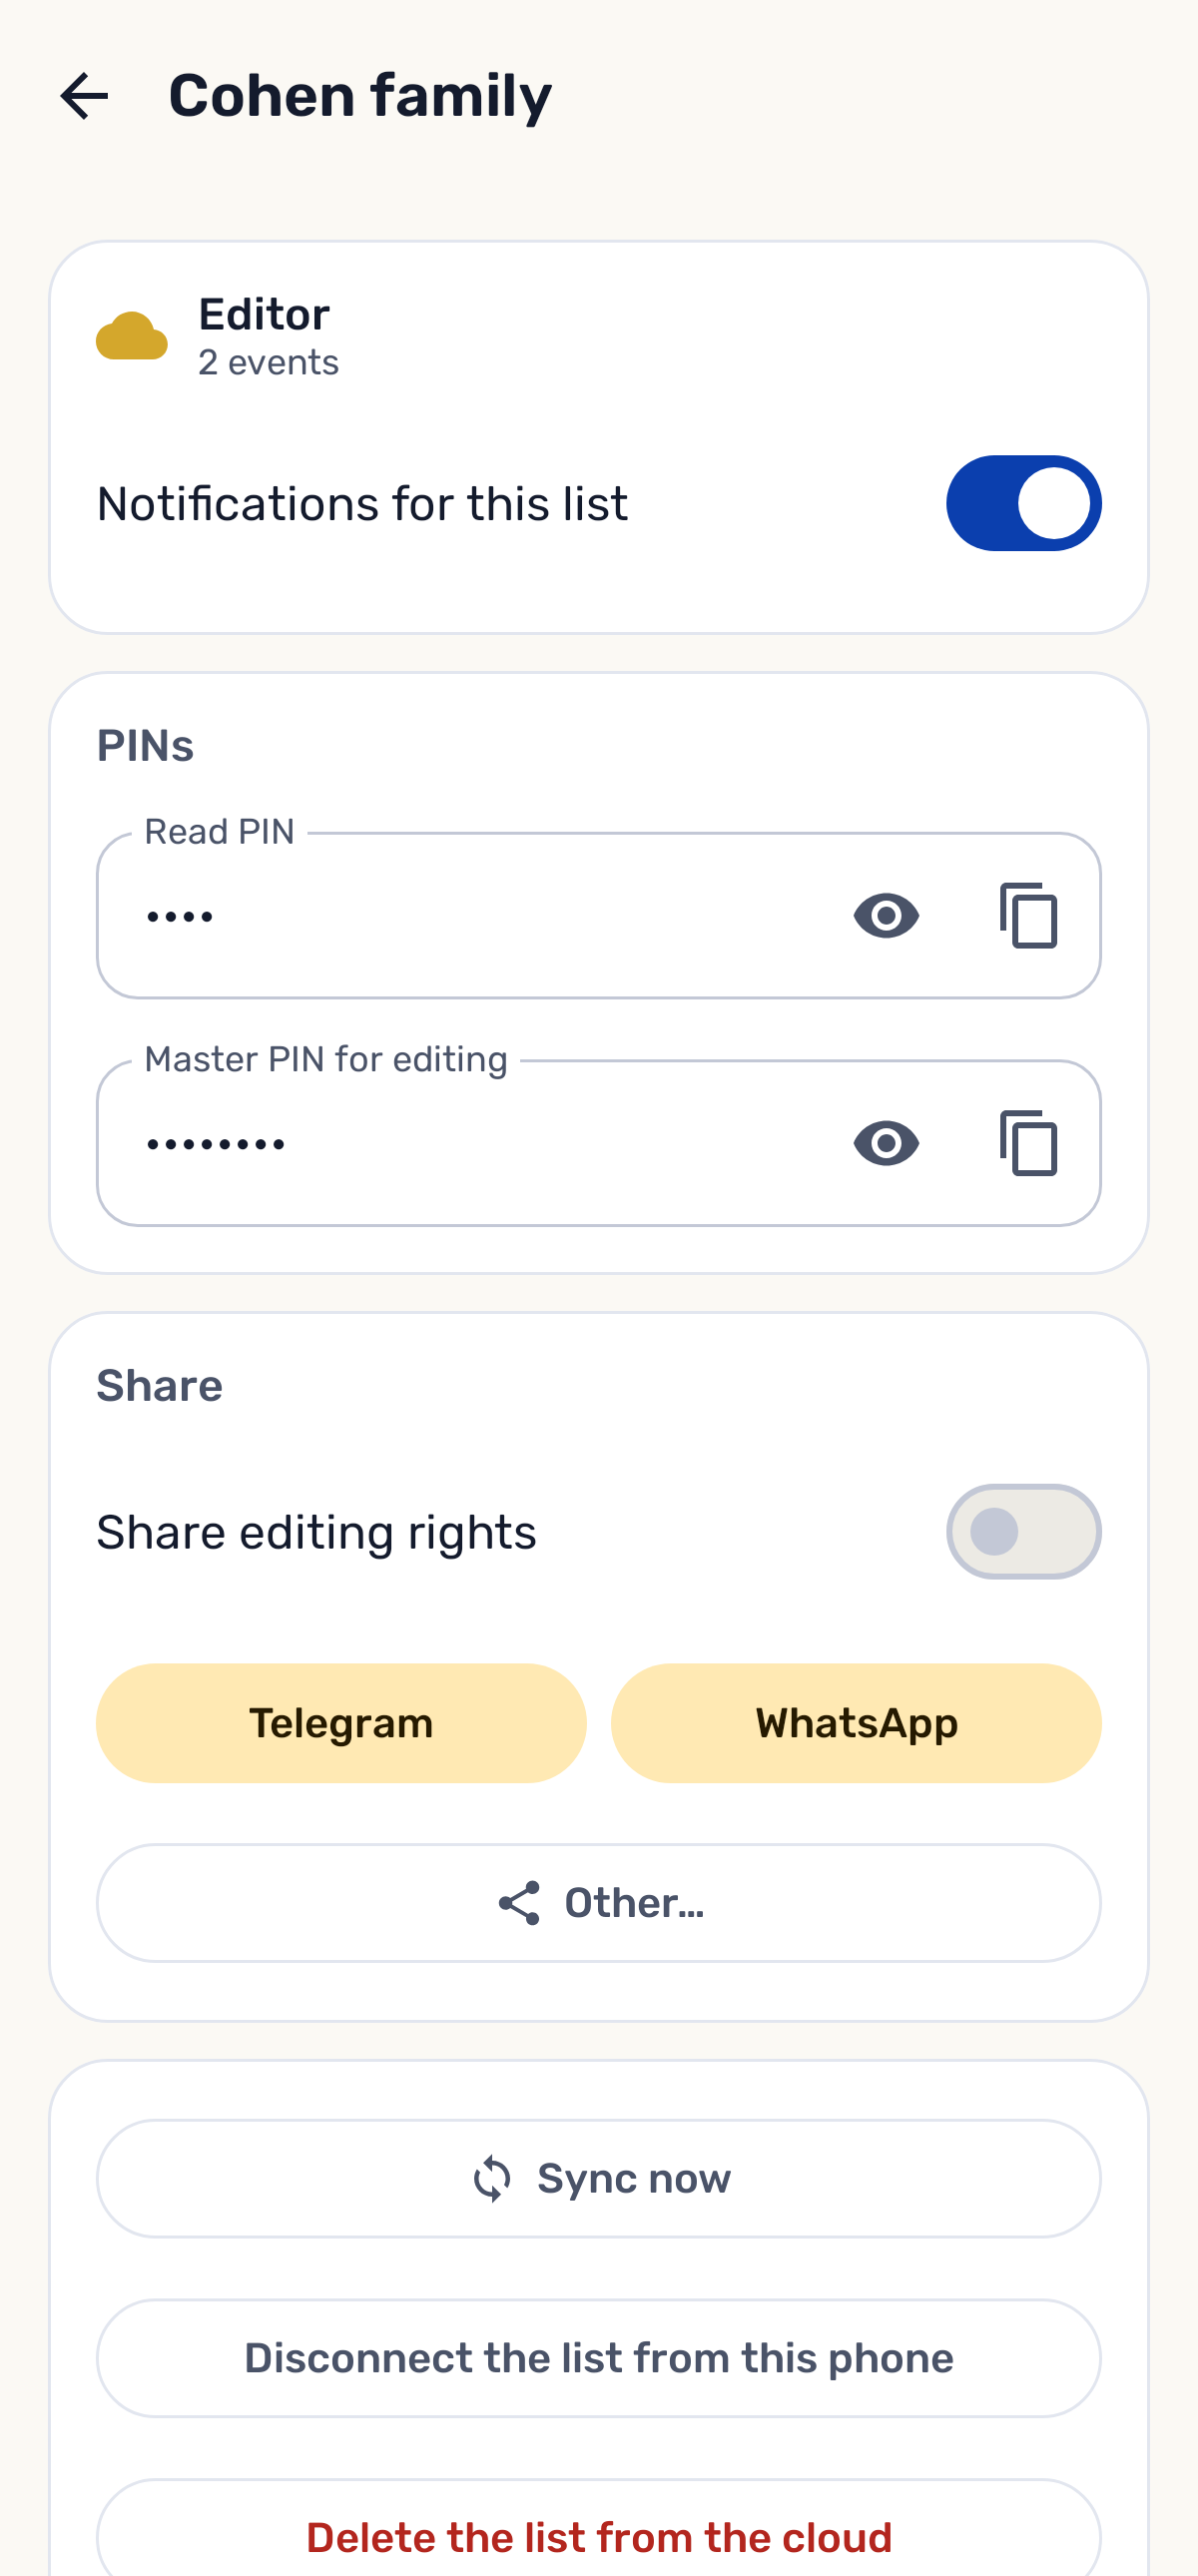 Cohen family
Editor
2 events
Notifications for this list
PINs
Read PIN
••••
Master PIN for editing
••••••••
Share
Share editing rights
Telegram
WhatsApp
Other...
Sync now
Disconnect the list from this phone
Delete the list from the cloud